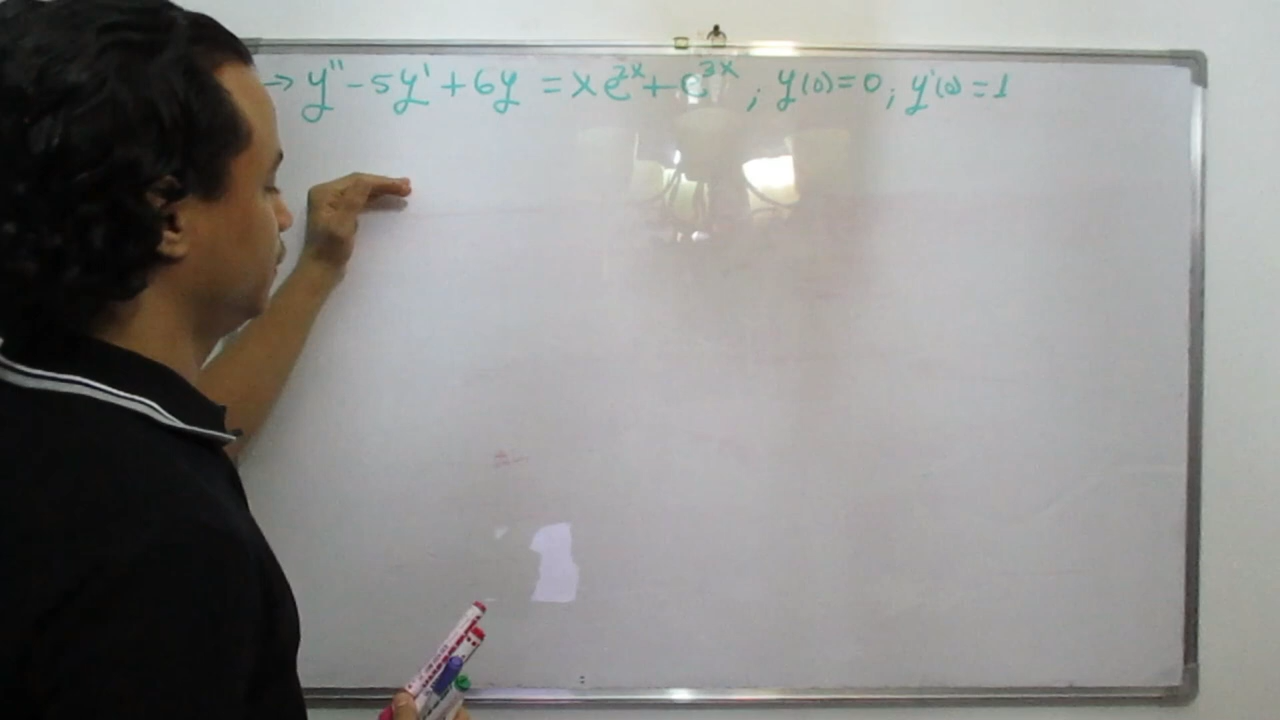 → y'' - 5y' + 6y = xe^{2x} + e^{3x} ; y(0) = 0 ; y'(0) = 1